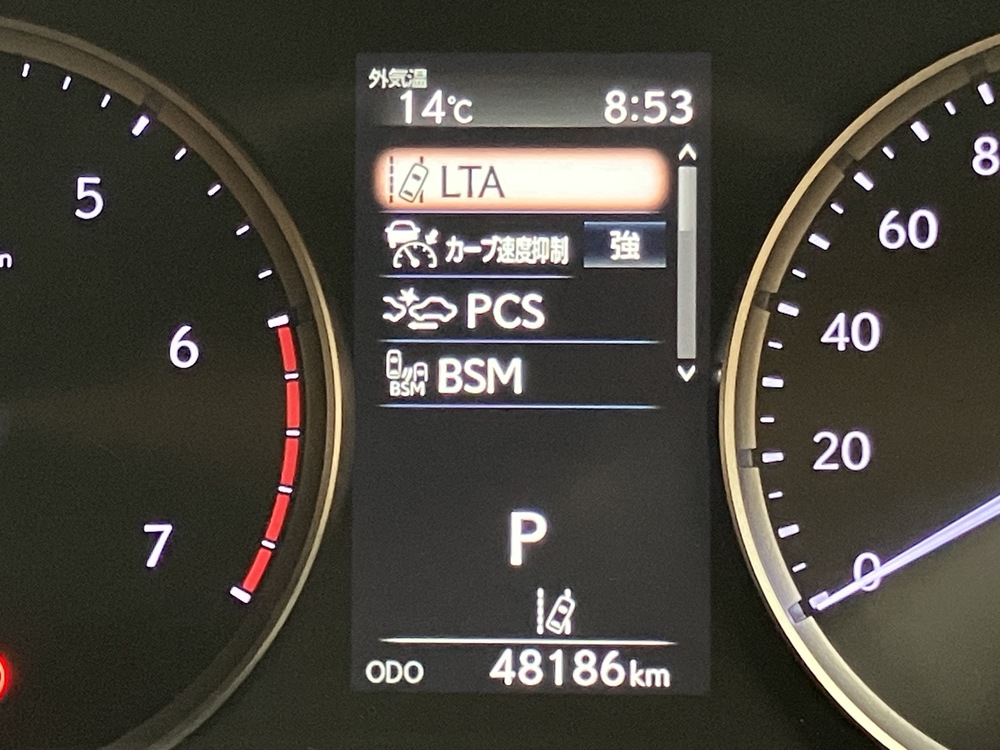 外気温
14℃ 8:53
LTA
カーブ速度抑制 強
PCS
BSM BSM
P
ODO 48186km
5
6
7
8
60
40
20
0